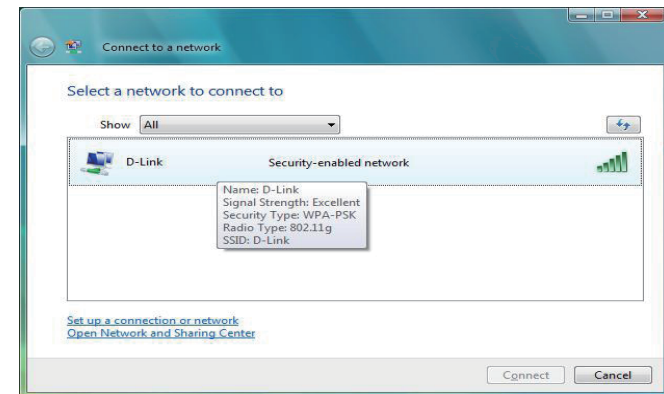 Connect to a network
Select a network to connect to
Show All
D-Link Security-enabled network
Name: D-Link
Signal Strength: Excellent
Security Type: WPA-PSK
Radio Type: 802.11g
SSID: D-Link
Set up a connection or network
Open Network and Sharing Center
Connect Cancel